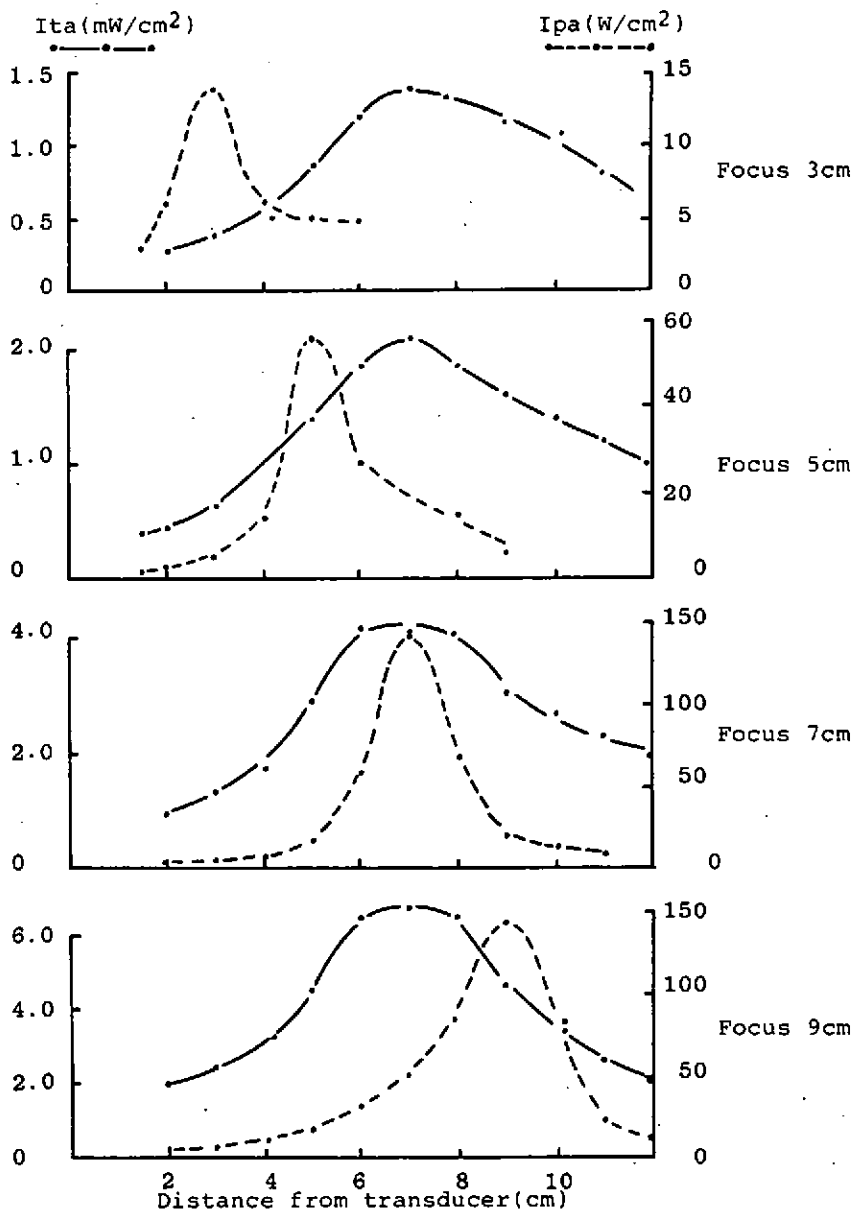 Ita(mW/cm²) Ipa(W/cm²)
1.5 15
1.0 10 Focus 3cm
0.5 5
0 0
60
2.0
40 Focus 5cm
1.0
20
0 0
4.0 150
100 Focus 7cm
2.0
50
0 0
150
6.0
100
4.0 Focus 9cm
2.0 50
0 0
2 4 6 8 10
Distance from transducer(cm)